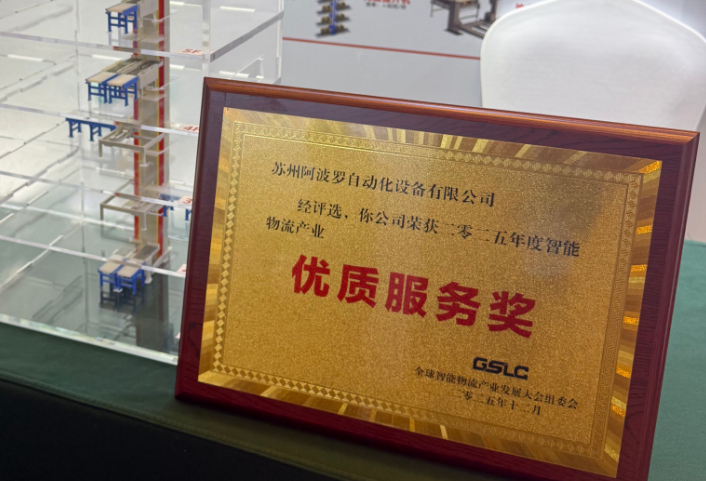 苏州阿波罗自动化设备有限公司
经评选，你公司荣获二零二五年度智能
物流产业
优质服务奖
GSLC
全球智能物流产业发展大会组委会
二零二五年十二月